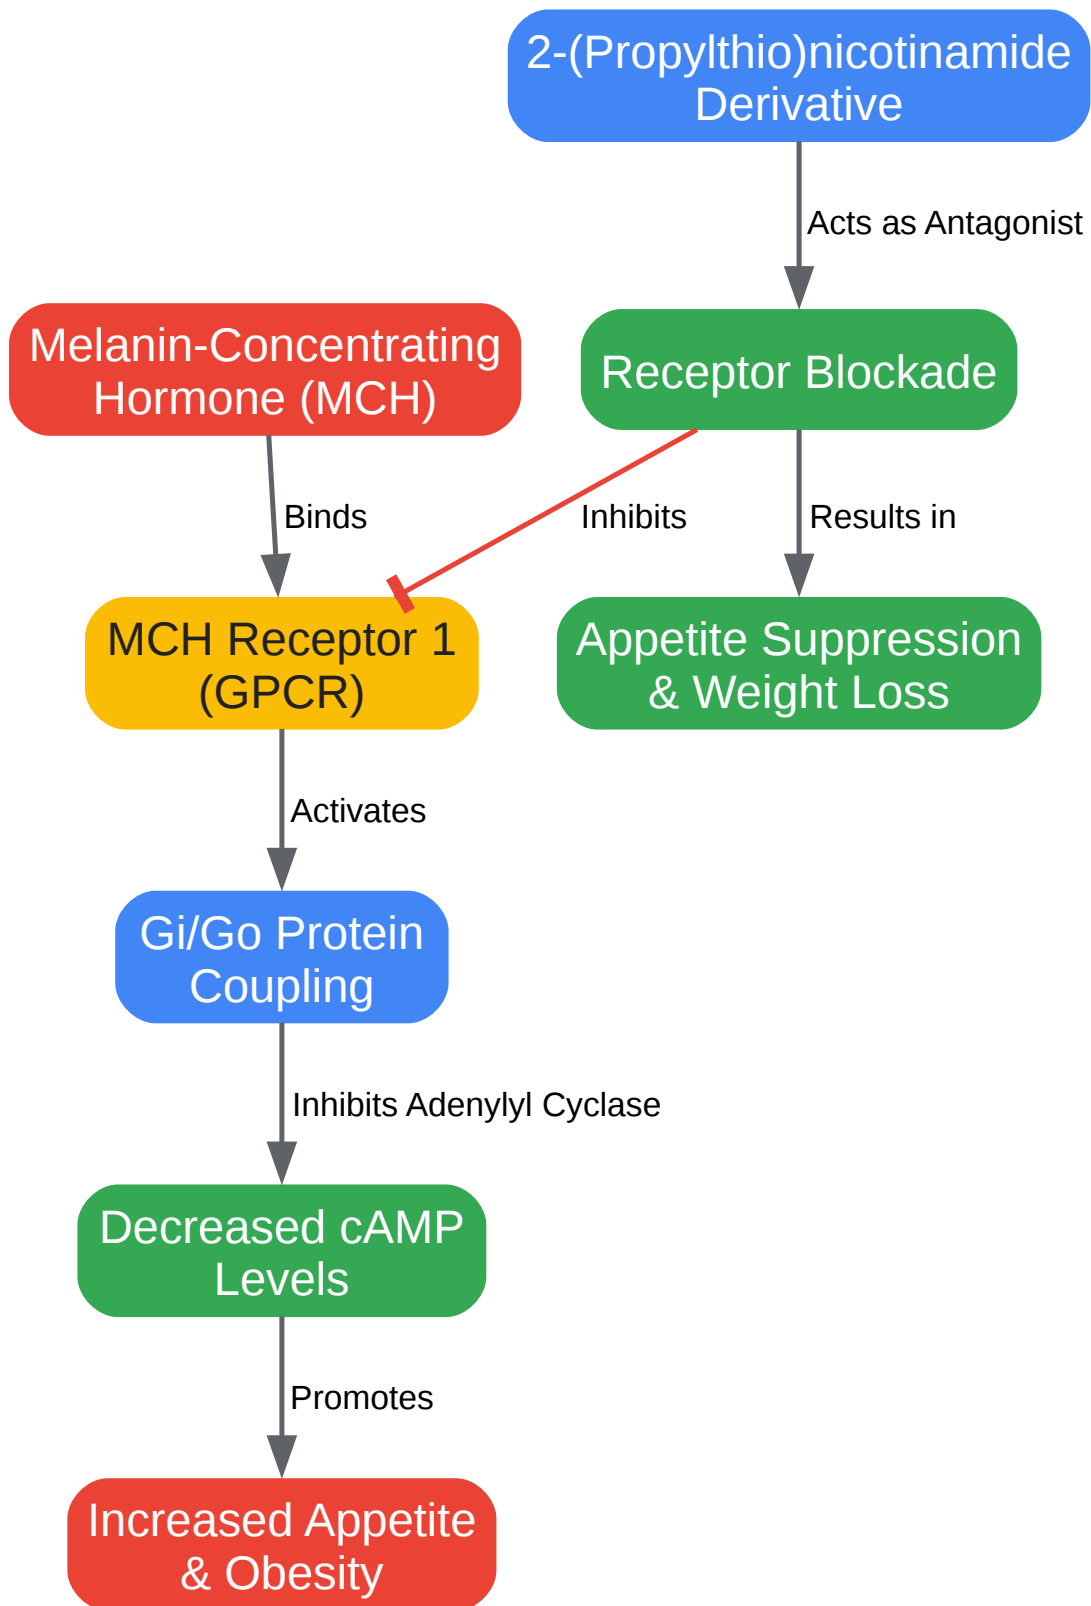 2-(Propylthio)nicotinamide
Derivative
Acts as Antagonist
Melanin-Concentrating
Hormone (MCH)
Receptor Blockade
Binds
Inhibits
Results in
MCH Receptor 1
(GPCR)
Appetite Suppression
& Weight Loss
Activates
Gi/Go Protein
Coupling
Inhibits Adenylyl Cyclase
Decreased cAMP
Levels
Promotes
Increased Appetite
& Obesity